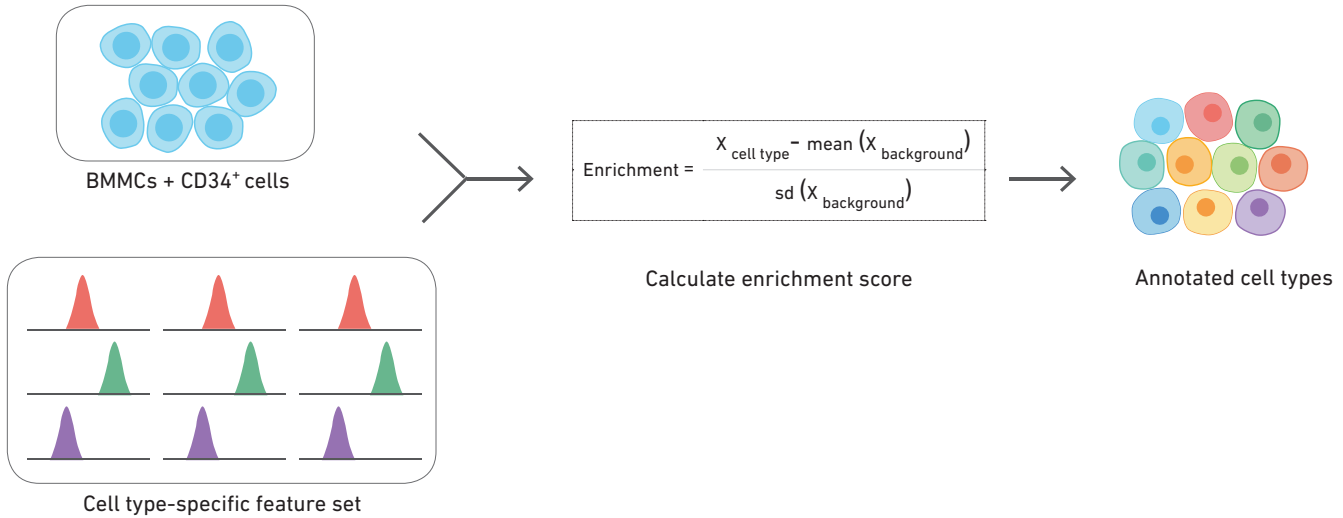 BMMCs + CD34⁺ cells
Cell type-specific feature set
Enrichment =
X cell type - mean (X background)
sd (X background)
Calculate enrichment score
Annotated cell types